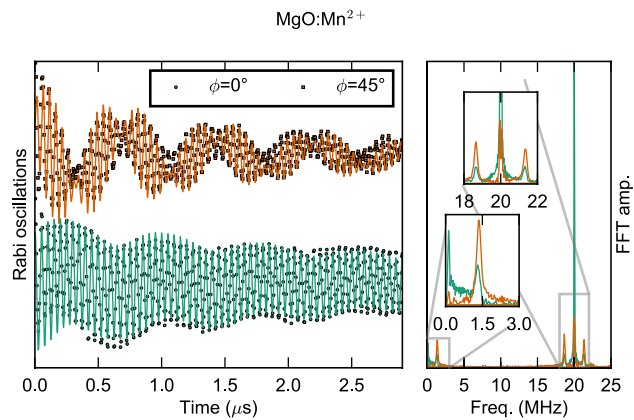 MgO:Mn²⁺
ϕ=0° ϕ=45°
Rabi oscillations
0.0 0.5 1.0 1.5 2.0 2.5
Time (μs)
18 20 22
0.0 1.5 3.0
FFT amp.
0 5 10 15 20 25
Freq. (MHz)